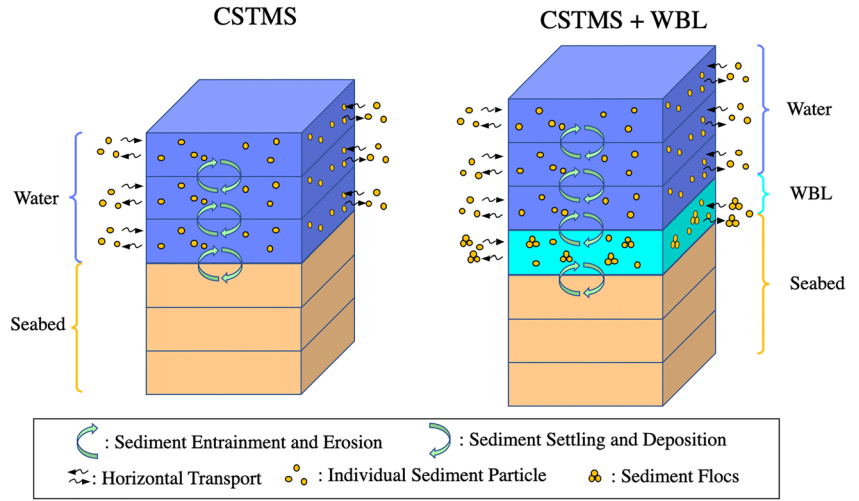 CSTMS
CSTMS + WBL
Water
Seabed
Water
WBL
Seabed
: Sediment Entrainment and Erosion
: Sediment Settling and Deposition
: Horizontal Transport
: Individual Sediment Particle
: Sediment Flocs